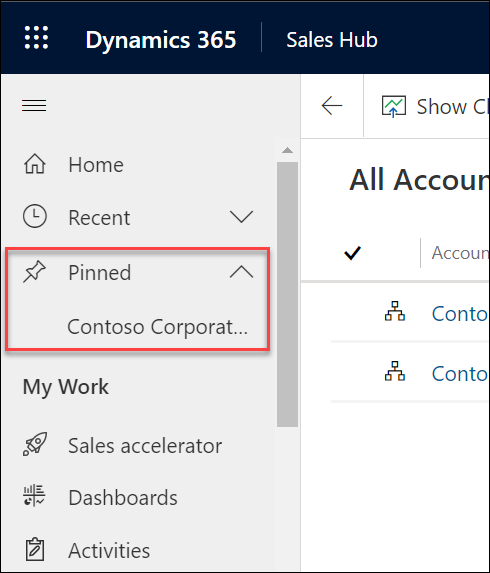 Dynamics 365 Sales Hub
Show Cl
Home
Recent
Pinned
Contoso Corporat...
My Work
Sales accelerator
Dashboards
Activities
All Accoun
Accoun
Conto
Conto